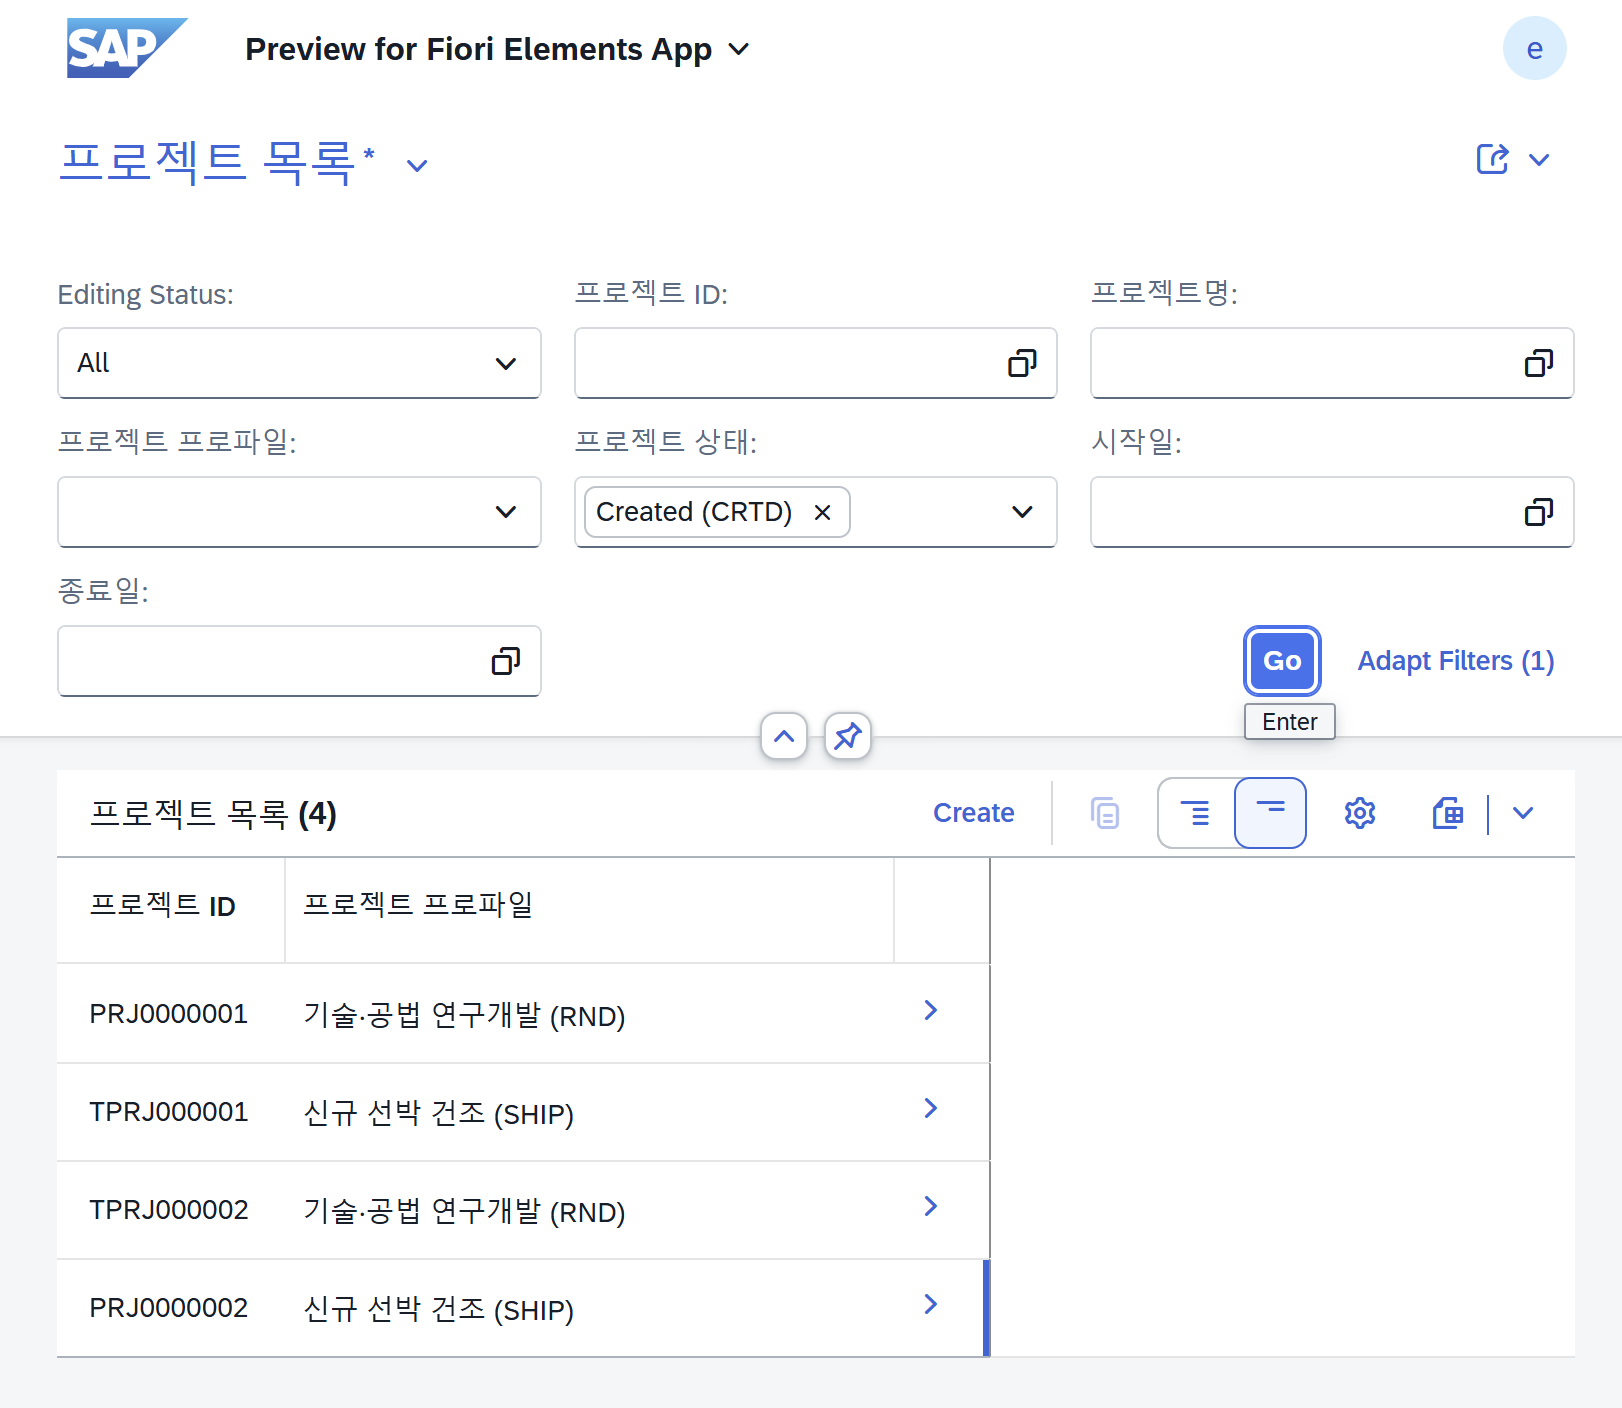 SAP
Preview for Fiori Elements App
e
프로젝트 목록*
Editing Status:
프로젝트 ID:
프로젝트명:
All
프로젝트 프로파일:
프로젝트 상태:
시작일:
Created (CRTD)
종료일:
Go
Adapt Filters (1)
Enter
프로젝트 목록 (4)
Create
프로젝트 ID
프로젝트 프로파일
PRJ0000001
기술·공법 연구개발 (RND)
TPRJ000001
신규 선박 건조 (SHIP)
TPRJ000002
기술·공법 연구개발 (RND)
PRJ0000002
신규 선박 건조 (SHIP)